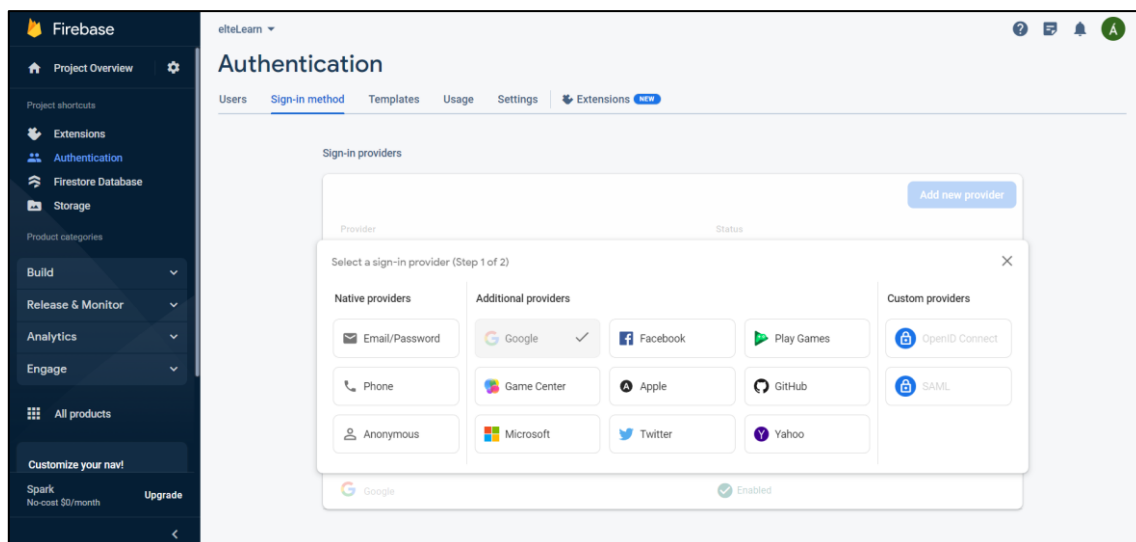 Firebase
Project Overview
Project shortcuts
Extensions
Authentication
Firestore Database
Storage
Product categories
Build
Release & Monitor
Analytics
Engage
All products
Customize your nav!
Spark
No-cost $0/month
Upgrade
elteLearn
Á
Authentication
Users Sign-in method Templates Usage Settings Extensions NEW
Sign-in providers
Add new provider
Provider Status
Select a sign-in provider (Step 1 of 2)
Native providers Additional providers Custom providers
Email/Password Google Facebook Play Games OpenID Connect
Phone Game Center Apple GitHub SAML
Anonymous Microsoft Twitter Yahoo
Google Enabled